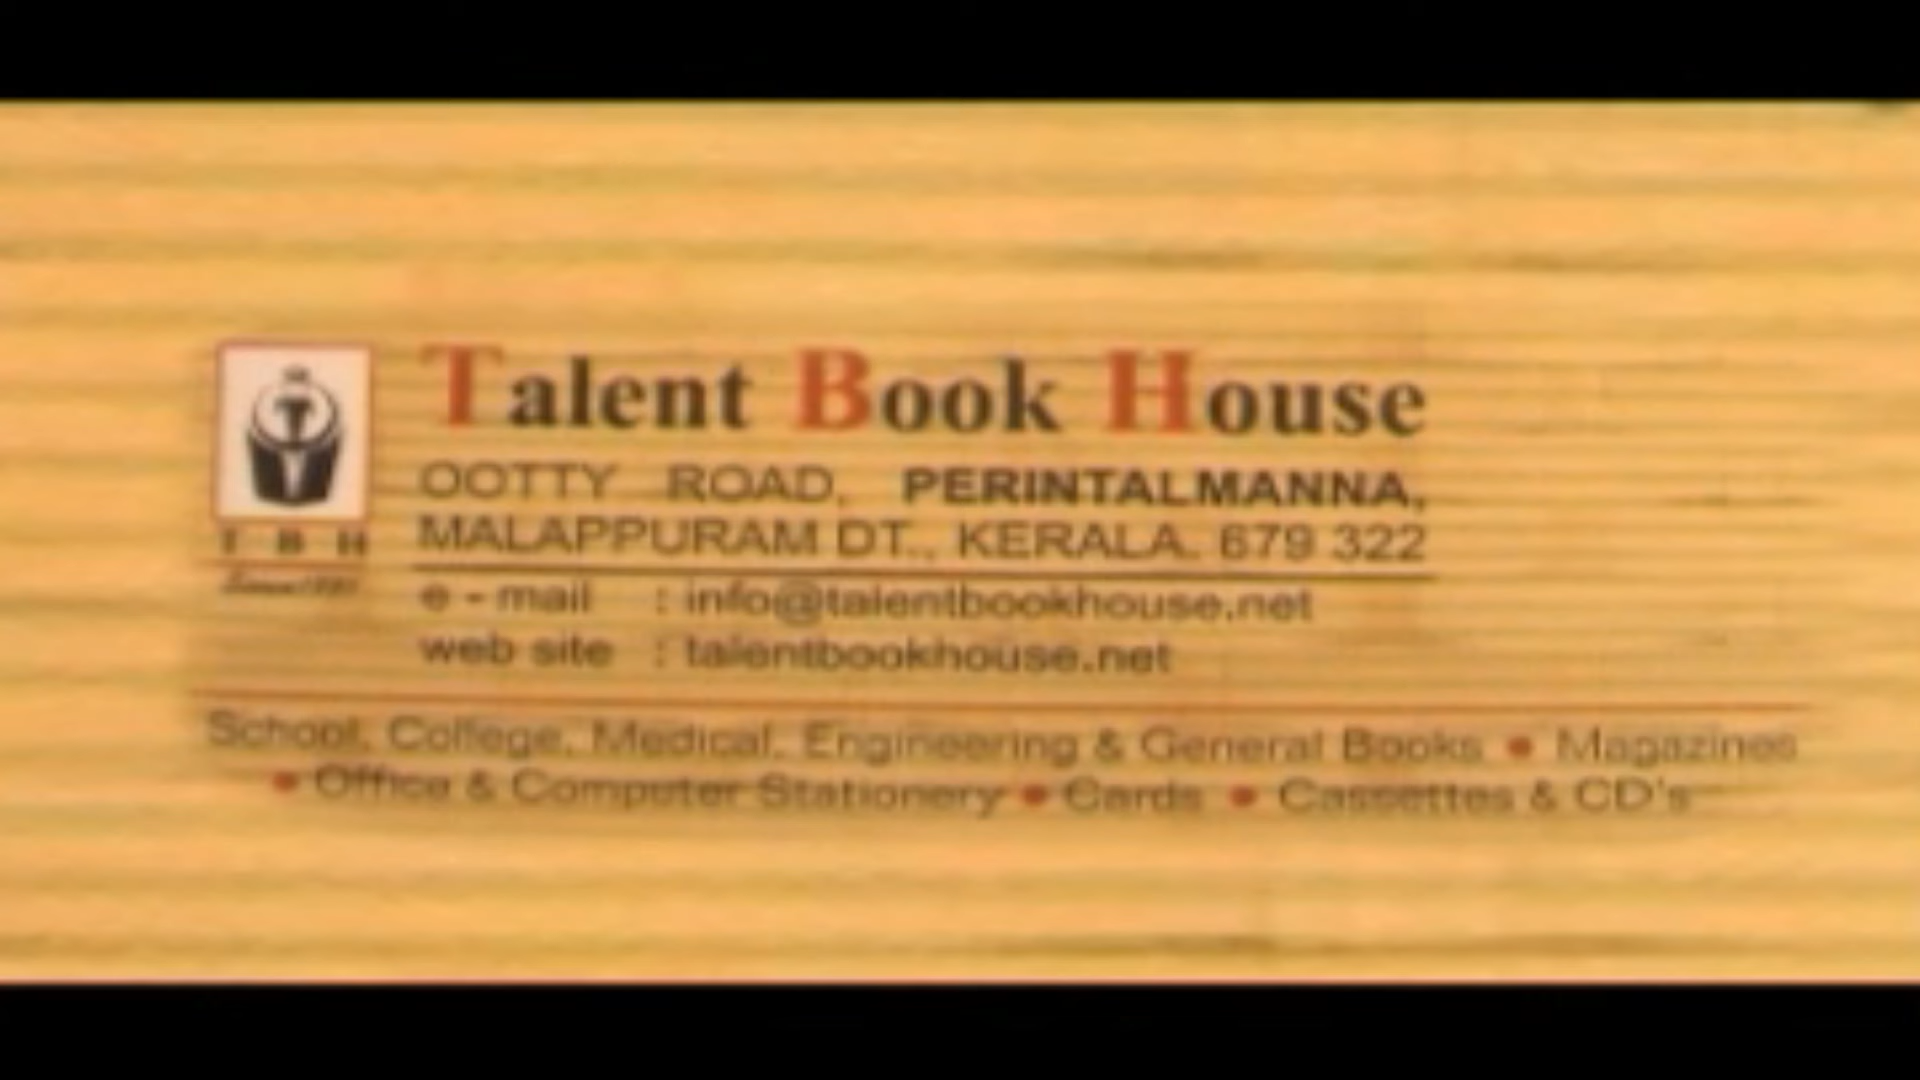 Talent Book House
OOTTY ROAD, PERINTALMANNA,
MALAPPURAM DT., KERALA. 679 322
T B H
e - mail : info@talentbookhouse.net
web site : talentbookhouse.net
School, College, Medical, Engineering & General Books • Magazines
• Office & Computer Stationery • Cards • Cassettes & CD's